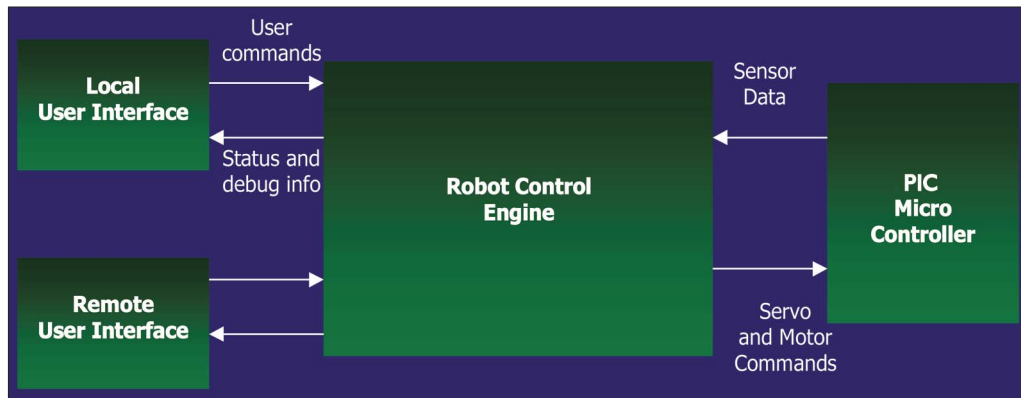 Local
User Interface
User
commands
Status and
debug info
Remote
User Interface
Robot Control
Engine
Sensor
Data
Servo
and Motor
Commands
PIC
Micro
Controller